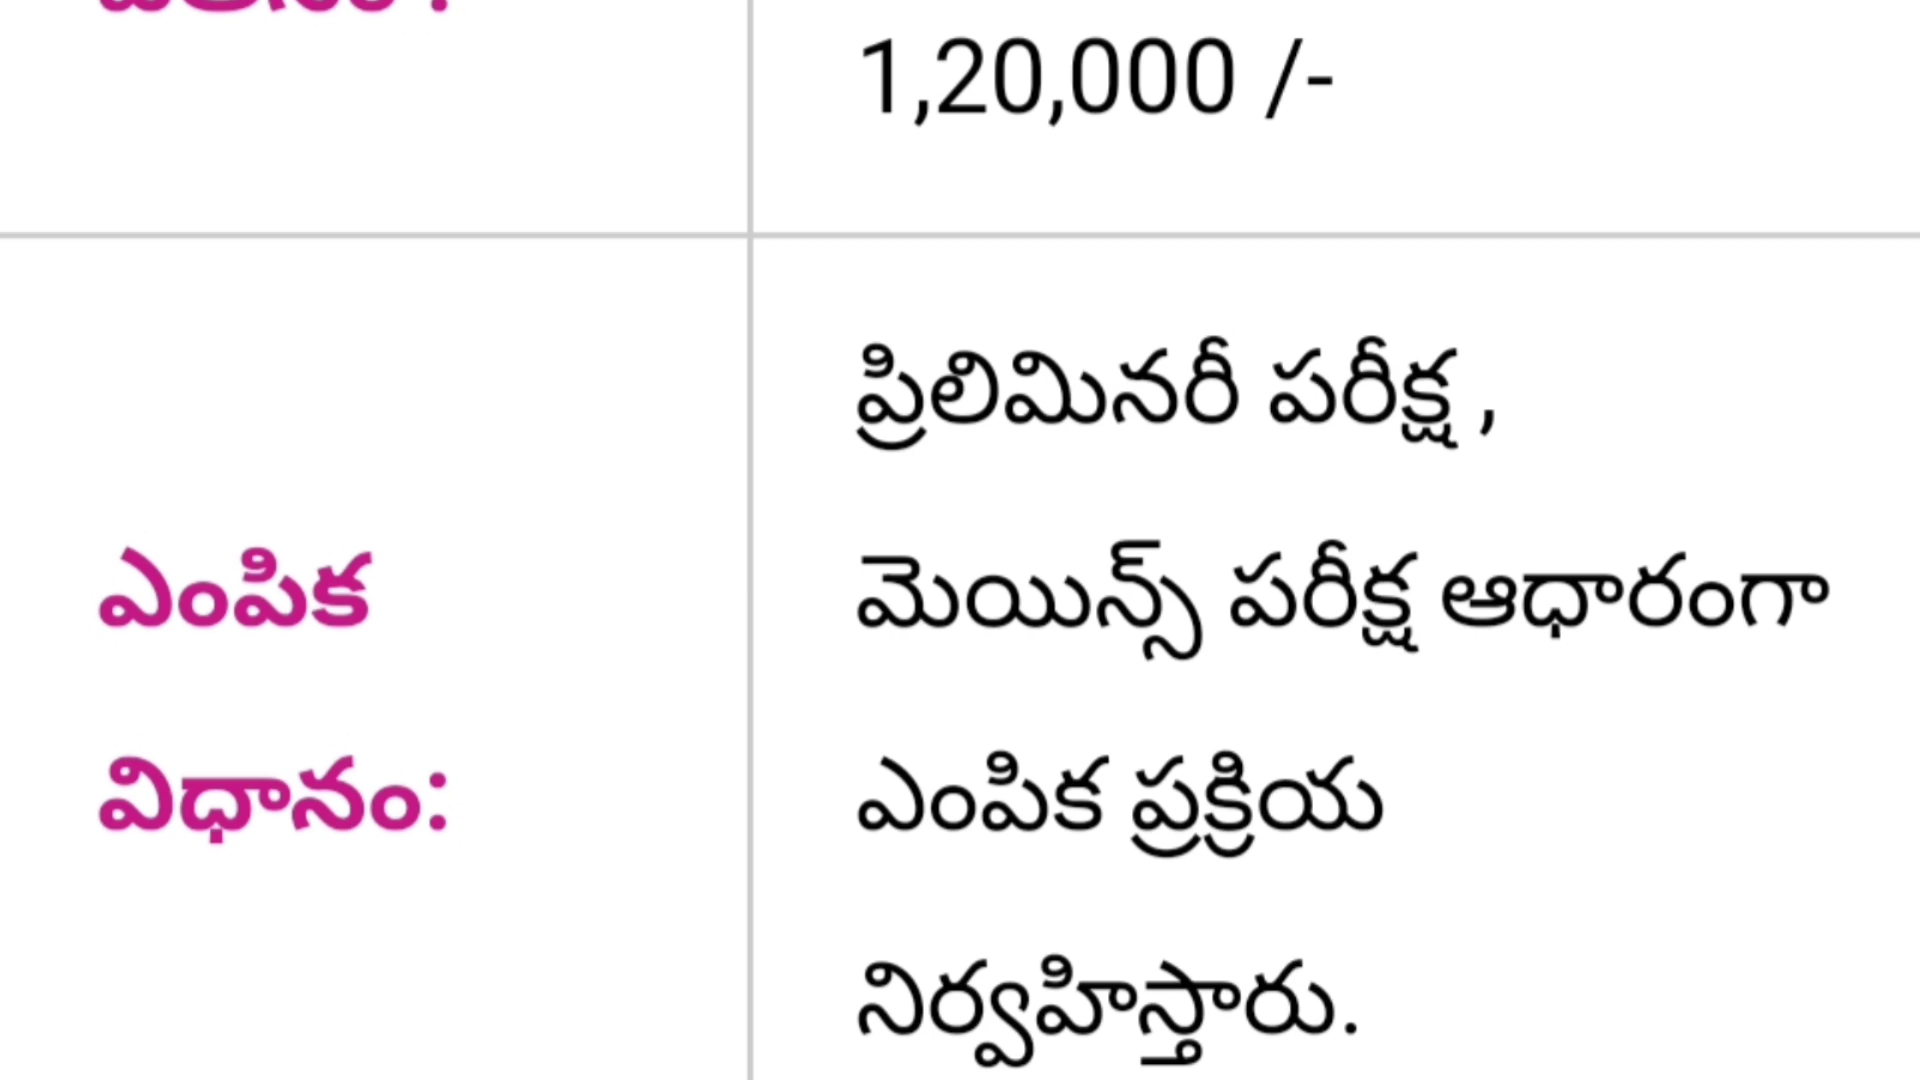 1,20,000 /-
ప్రిలిమినరీ పరీక్ష ,
మెయిన్స్ పరీక్ష ఆధారంగా
ఎంపిక ప్రక్రియ
నిర్వహిస్తారు.
ఎంపిక
విధానం: